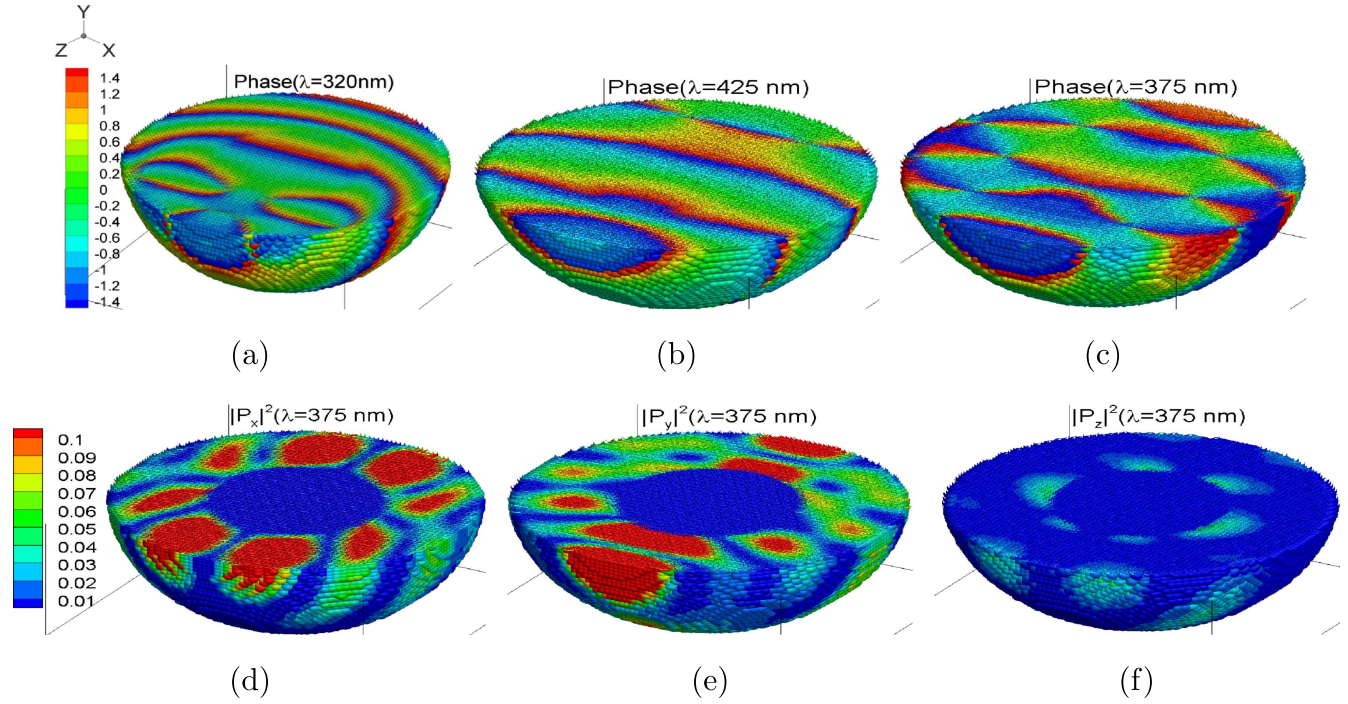 Y
Z X
Phase(λ=320nm)
Phase(λ=425 nm)
Phase(λ=375 nm)
1.4
1.2
1
0.8
0.6
0.4
0.2
0
-0.2
-0.4
-0.6
-0.8
-1
-1.2
-1.4
(a)
(b)
(c)
|Pₓ|²(λ=375 nm)
|P_y|²(λ=375 nm)
|P_z|²(λ=375 nm)
0.1
0.09
0.08
0.07
0.06
0.05
0.04
0.03
0.02
0.01
(d)
(e)
(f)